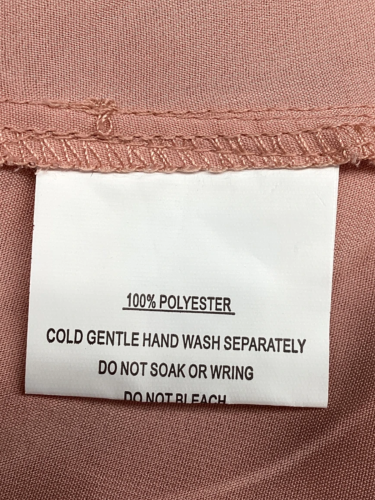 100% POLYESTER
COLD GENTLE HAND WASH SEPARATELY
DO NOT SOAK OR WRING
DO NOT BLEACH